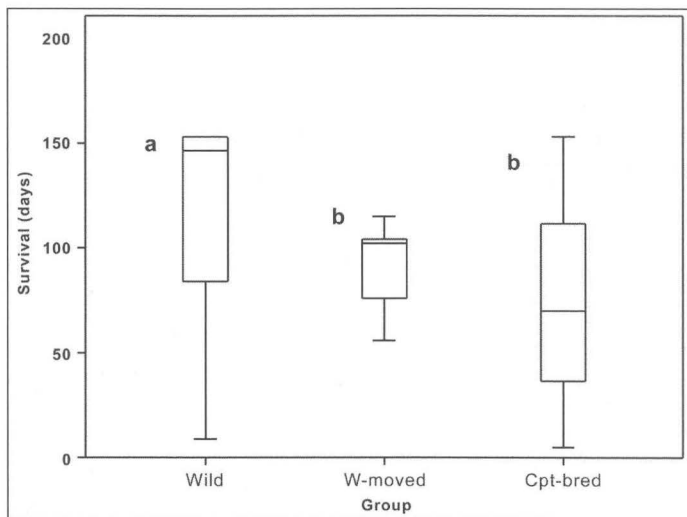 200
150
100
50
0
Survival (days)
a
b
b
Wild W-moved Cpt-bred
Group